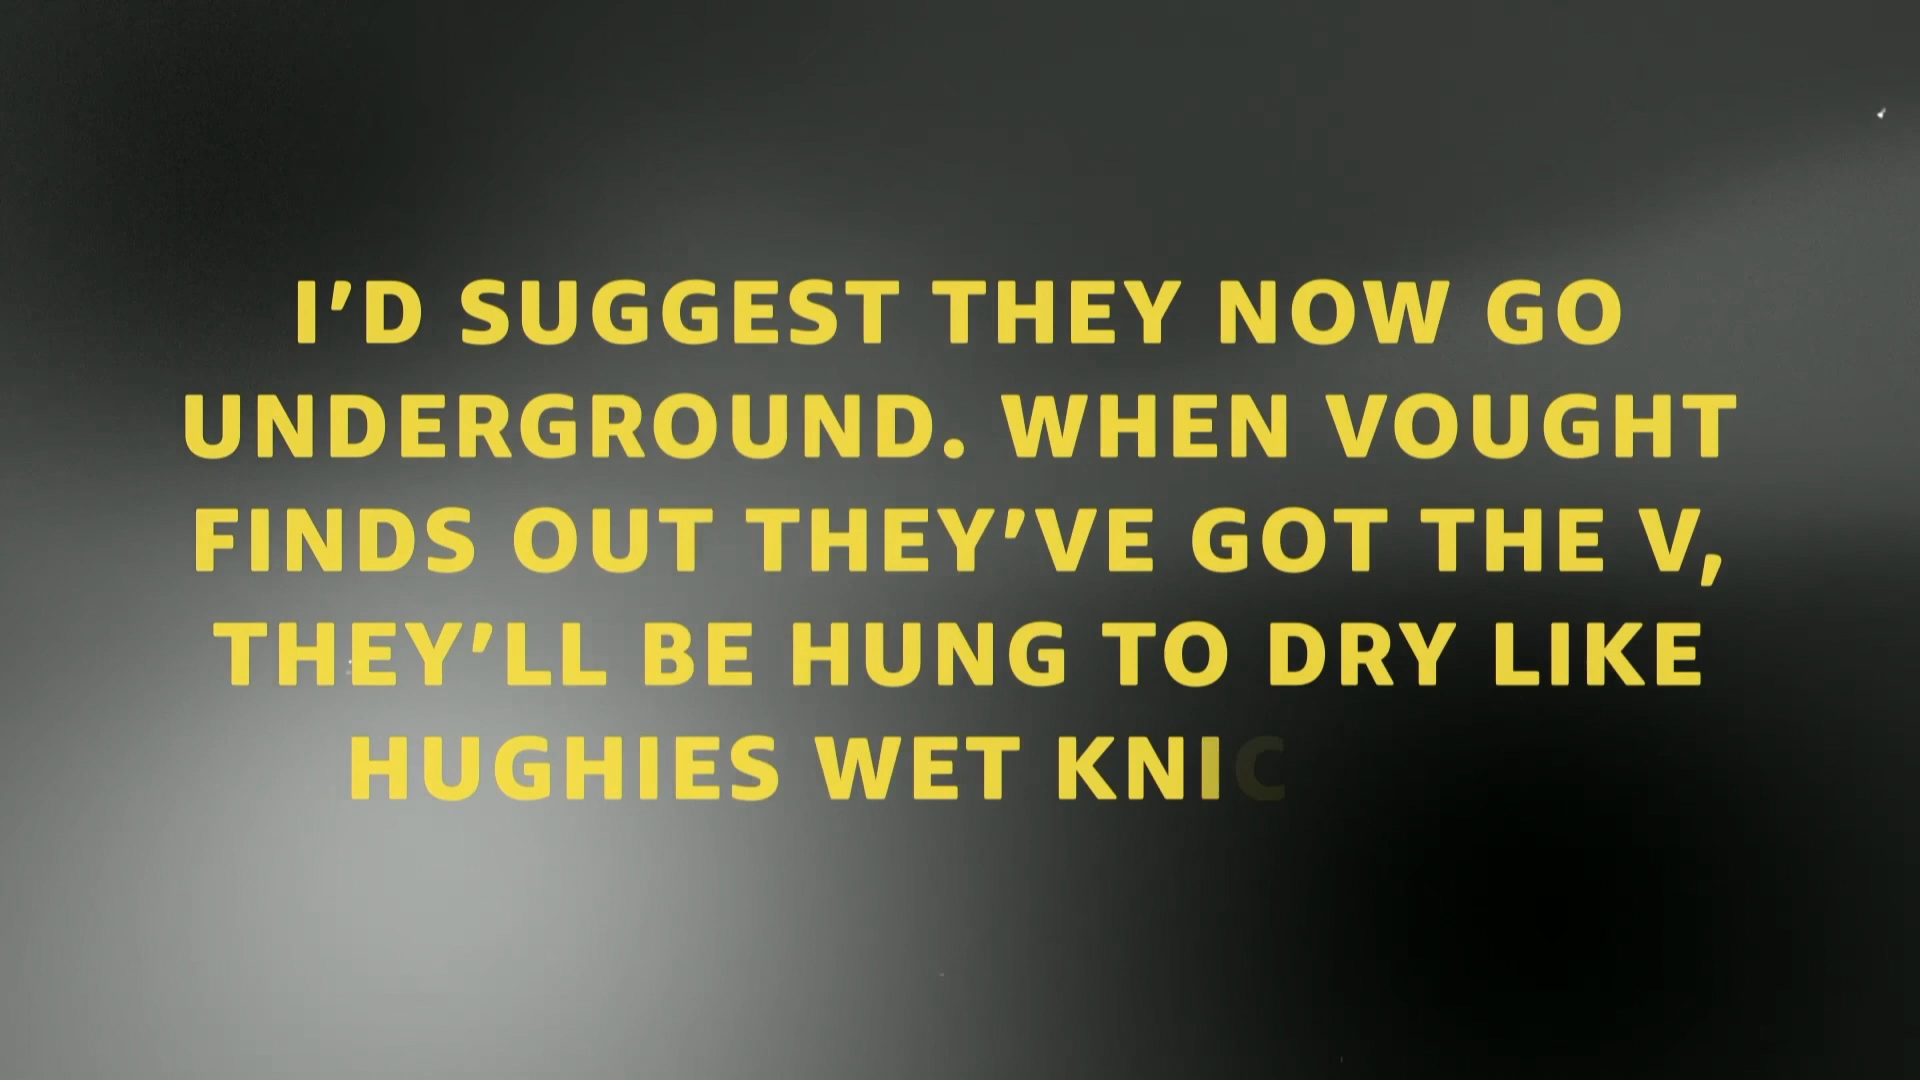 I’D SUGGEST THEY NOW GO
UNDERGROUND. WHEN VOUGHT
FINDS OUT THEY’VE GOT THE V,
THEY’LL BE HUNG TO DRY LIKE
HUGHIES WET KNIC